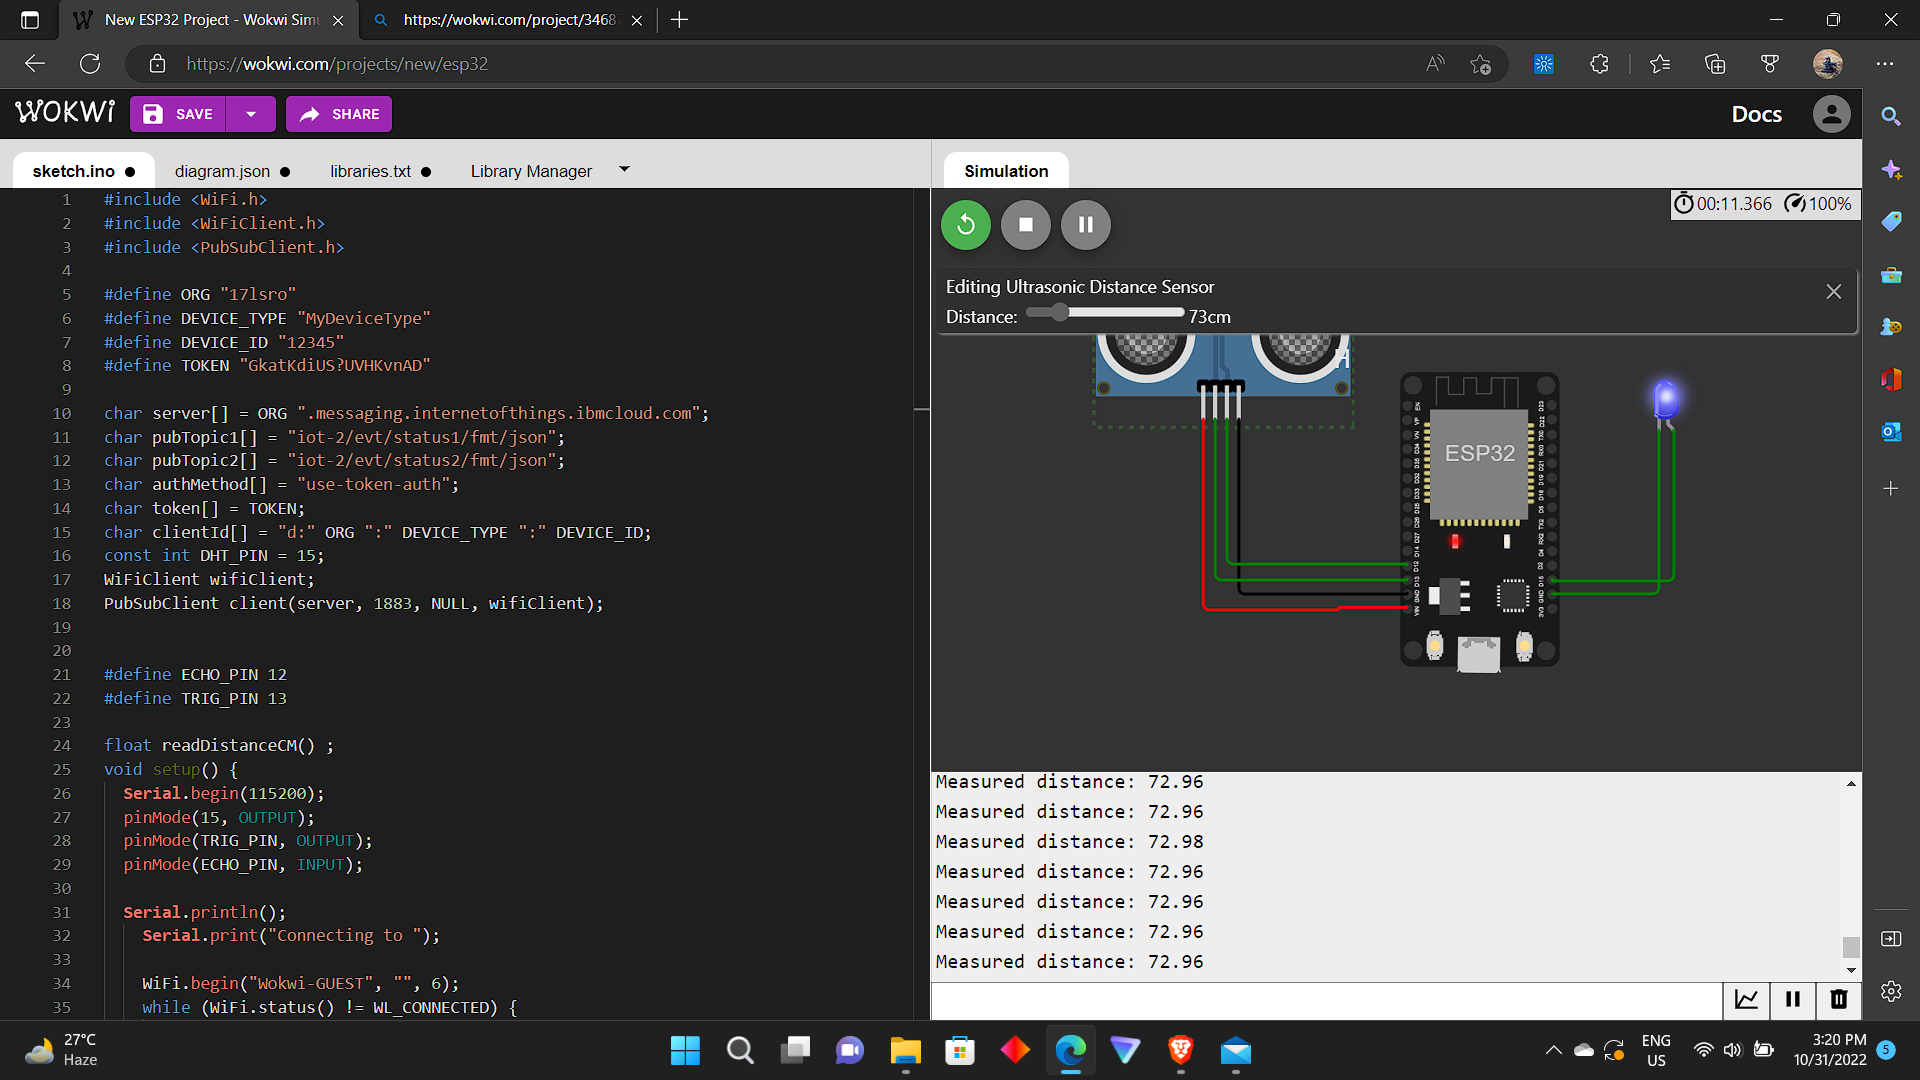 New ESP32 Project - Wokwi Simu
https://wokwi.com/project/3468
https://wokwi.com/projects/new/esp32
WOKWi
SAVE
SHARE
Docs
sketch.ino ●
diagram.json ●
libraries.txt ●
Library Manager
Simulation
1 #include <WiFi.h>
2 #include <WiFiClient.h>
3 #include <PubSubClient.h>
4
5 #define ORG "17lsro"
6 #define DEVICE_TYPE "MyDeviceType"
7 #define DEVICE_ID "12345"
8 #define TOKEN "GkatKdiUS?UVHKvnAD"
9
10 char server[] = ORG ".messaging.internetofthings.ibmcloud.com";
11 char pubTopic1[] = "iot-2/evt/status1/fmt/json";
12 char pubTopic2[] = "iot-2/evt/status2/fmt/json";
13 char authMethod[] = "use-token-auth";
14 char token[] = TOKEN;
15 char clientId[] = "d:" ORG ":" DEVICE_TYPE ":" DEVICE_ID;
16 const int DHT_PIN = 15;
17 WiFiClient wifiClient;
18 PubSubClient client(server, 1883, NULL, wifiClient);
19
20
21 #define ECHO_PIN 12
22 #define TRIG_PIN 13
23
24 float readDistanceCM() ;
25 void setup() {
26 Serial.begin(115200);
27 pinMode(15, OUTPUT);
28 pinMode(TRIG_PIN, OUTPUT);
29 pinMode(ECHO_PIN, INPUT);
30
31 Serial.println();
32 Serial.print("Connecting to ");
33
34 WiFi.begin("Wokwi-GUEST", "", 6);
35 while (WiFi.status() != WL_CONNECTED) {
00:11.366 100%
Editing Ultrasonic Distance Sensor
Distance: 73cm
ESP32
Measured distance: 72.96
Measured distance: 72.96
Measured distance: 72.98
Measured distance: 72.96
Measured distance: 72.96
Measured distance: 72.96
Measured distance: 72.96
27°C
Haze
ENG
US
3:20 PM
10/31/2022
5